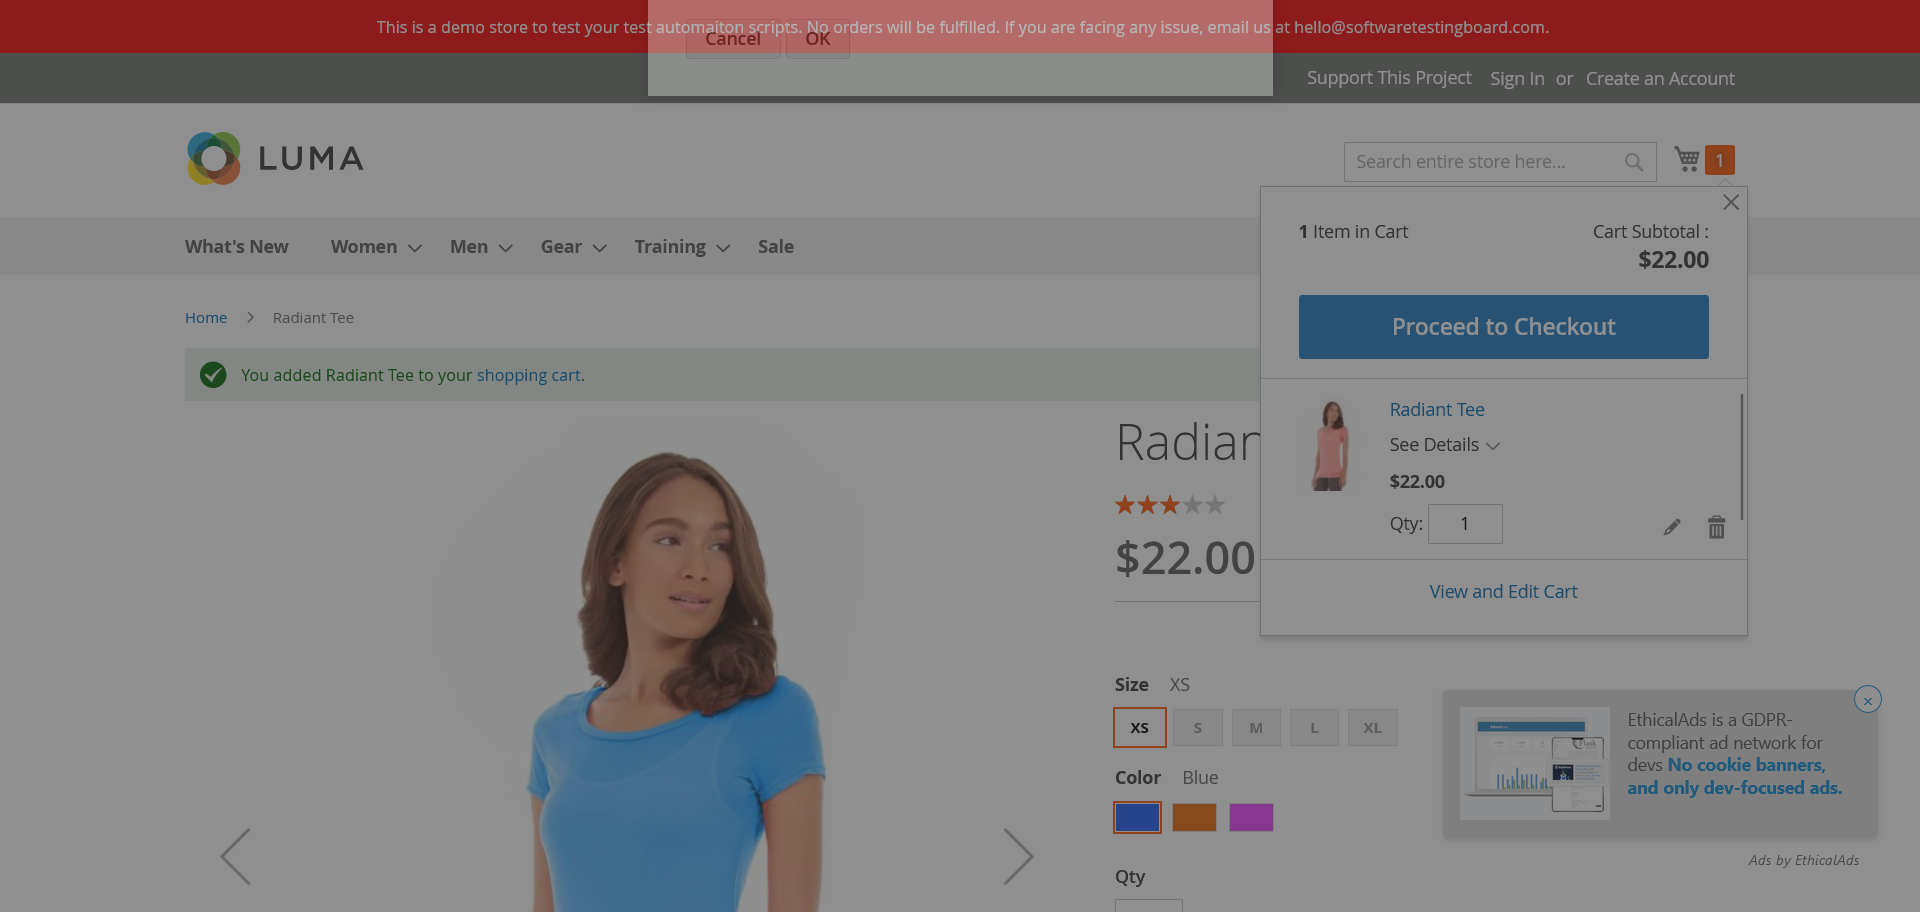 This is a demo store to test your test automaiton scripts. No orders will be fulfilled. If you are facing any issue, email us at hello@softwaretestingboard.com.
Cancel OK
Support This Project Sign In or Create an Account
LUMA
Search entire store here...
1
What's New Women Men Gear Training Sale
1 Item in Cart
Cart Subtotal :
$22.00
Proceed to Checkout
Home Radiant Tee
You added Radiant Tee to your shopping cart.
Radiant Tee
See Details
$22.00
Qty: 1
View and Edit Cart
Radian
$22.00
Size XS
XS S M L XL
Color Blue
Qty
EthicalAds is a GDPR-
compliant ad network for
devs No cookie banners,
and only dev-focused ads.
Ads by EthicalAds